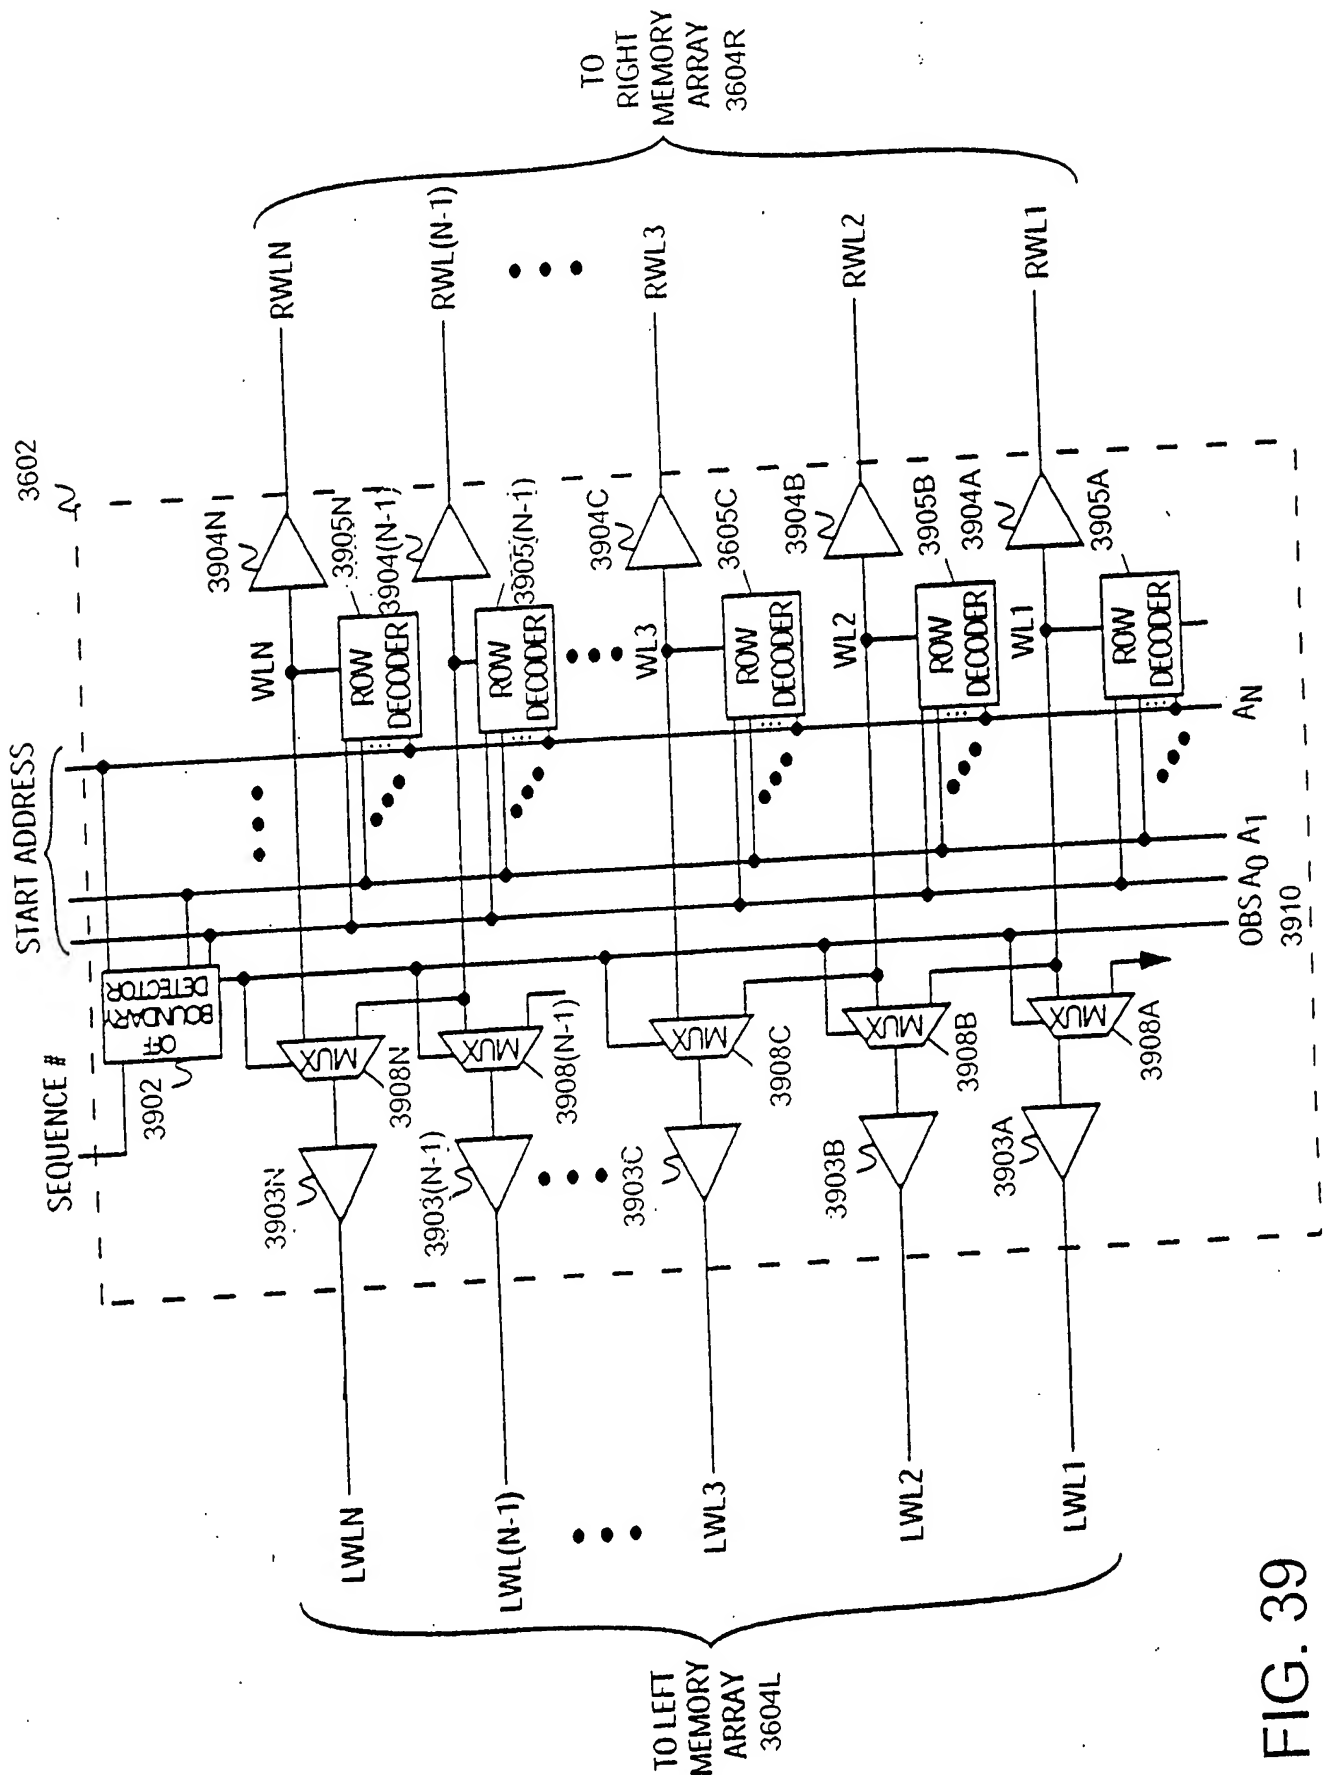 TO
RIGHT
MEMORY
ARRAY
3604R
RWLN
RWL(N-1)
RWL3
RWL2
RWL1
3602
3904N
3905N
3904(N-1)
3905(N-1)
3904C
3605C
3904B
3905B
3904A
3905A
WLN
ROW
DECODER
ROW
DECODER
WL3
ROW
DECODER
WL2
ROW
DECODER
WL1
ROW
DECODER
START ADDRESS
AN
A1
A0
OBS
3910
SEQUENCE #
OFF
BOUNDARY
DETECTOR
3902
MUX
3908N
MUX
3908(N-1)
MUX
3908C
MUX
3908B
MUX
3908A
3903N
3903(N-1)
3903C
3903B
3903A
LWLN
LWL(N-1)
LWL3
LWL2
LWL1
TO LEFT
MEMORY
ARRAY
3604L
FIG. 39